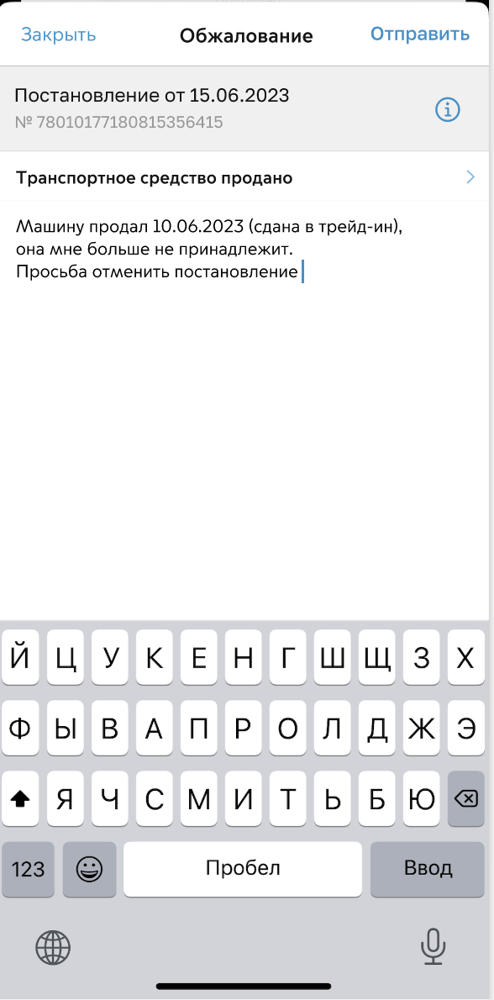 Закрыть Обжалование Отправить
Постановление от 15.06.2023
№ 78010177180815356415
Транспортное средство продано
Машину продал 10.06.2023 (сдана в трейд-ин),
она мне больше не принадлежит.
Просьба отменить постановление
Й Ц У К Е Н Г Ш Щ З Х
Ф Ы В А П Р О Л Д Ж Э
Я Ч С М И Т Ь Б Ю
123 Пробел Ввод